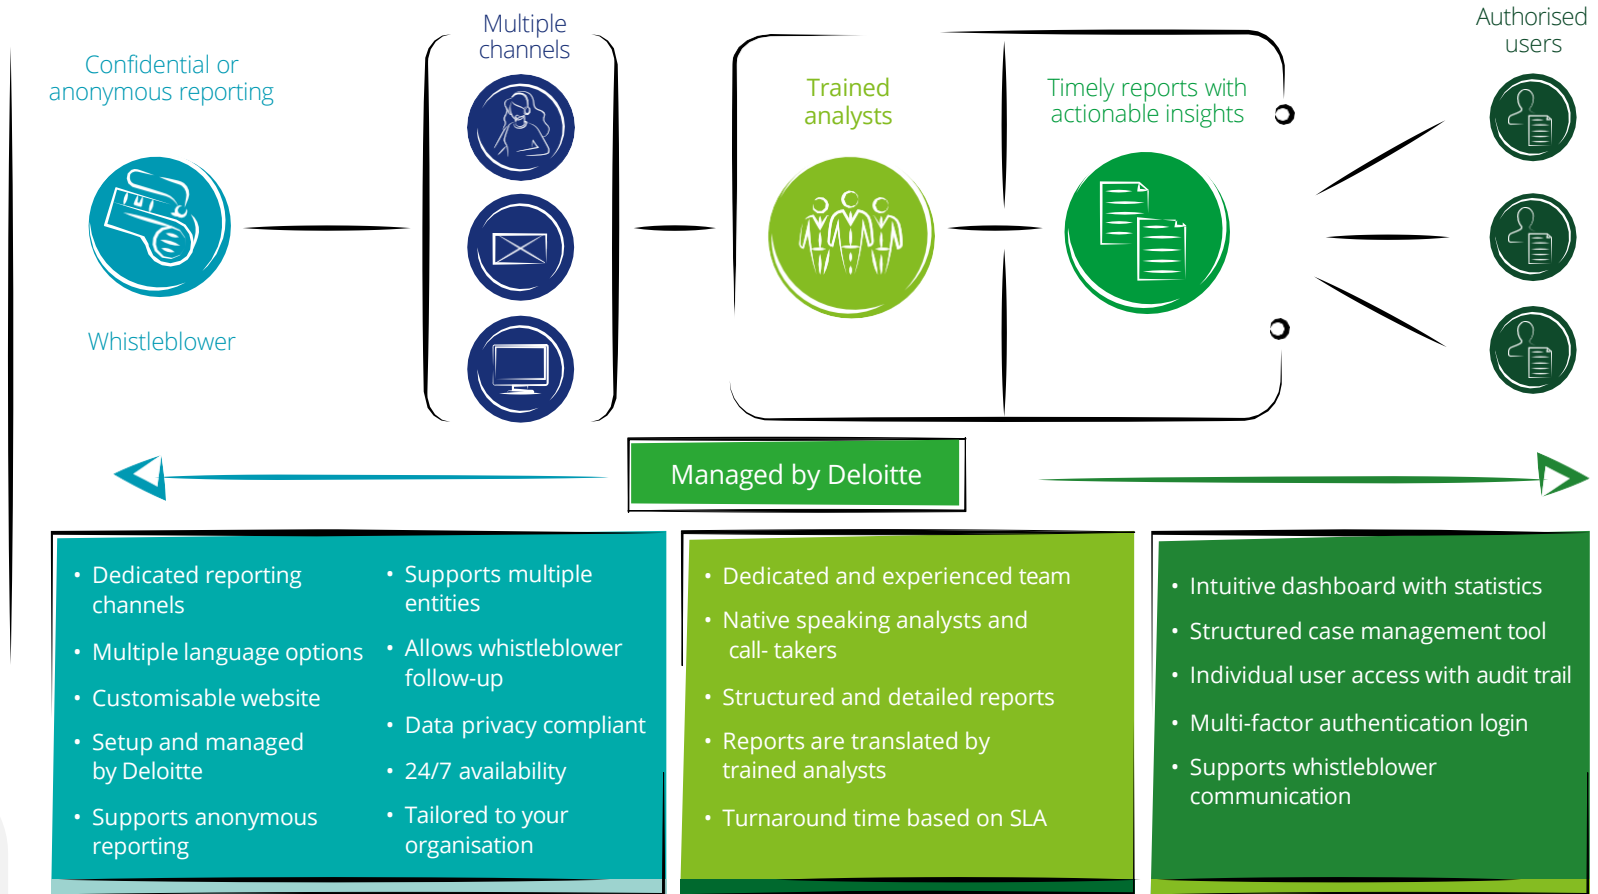 Confidential or
anonymous reporting
Whistleblower
Multiple
channels
Trained
analysts
Timely reports with
actionable insights
Authorised
users
Managed by Deloitte
• Dedicated reporting
channels
• Multiple language options
• Customisable website
• Setup and managed
by Deloitte
• Supports anonymous
reporting
• Supports multiple
entities
• Allows whistleblower
follow-up
• Data privacy compliant
• 24/7 availability
• Tailored to your
organisation
• Dedicated and experienced team
• Native speaking analysts and
call- takers
• Structured and detailed reports
• Reports are translated by
trained analysts
• Turnaround time based on SLA
• Intuitive dashboard with statistics
• Structured case management tool
• Individual user access with audit trail
• Multi-factor authentication login
• Supports whistleblower
communication